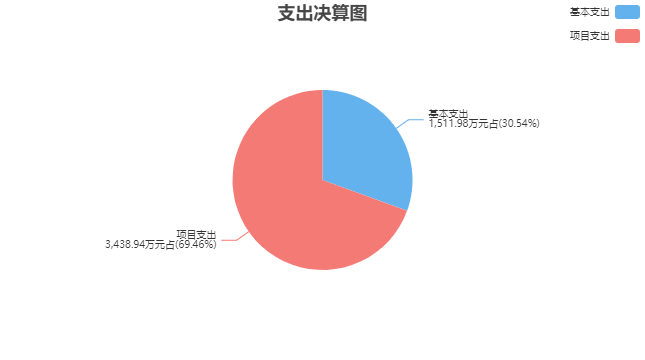 支出决算图
基本支出
项目支出
基本支出
1,511.98万元占(30.54%)
项目支出
3,438.94万元占(69.46%)